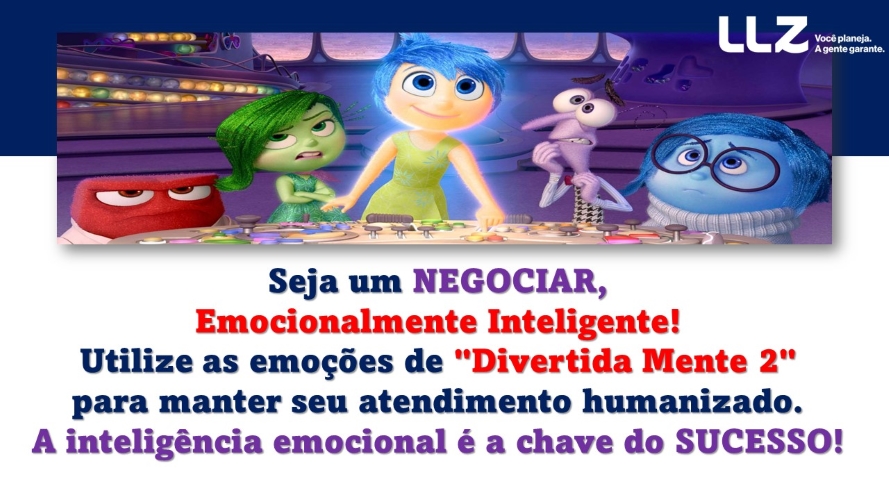 LLZ
Você planeja.
A gente garante.
Seja um NEGOCIAR,
Emocionalmente Inteligente!
Utilize as emoções de "Divertida Mente 2"
para manter seu atendimento humanizado.
A inteligência emocional é a chave do SUCESSO!